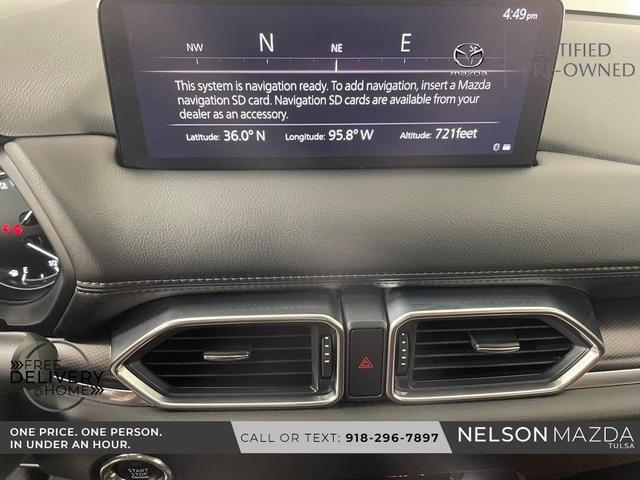 4:49pm
NW N NE E
CERTIFIED
PRE-OWNED
mazda
This system is navigation ready. To add navigation, insert a Mazda
navigation SD card. Navigation SD cards are available from your
dealer as an accessory.
Latitude: 36.0° N Longitude: 95.8° W Altitude: 721feet
FREE
DELIVERY
@HOME
ONE PRICE. ONE PERSON.
IN UNDER AN HOUR.
CALL OR TEXT: 918-296-7897
NELSON MAZDA
TULSA
START
STOP